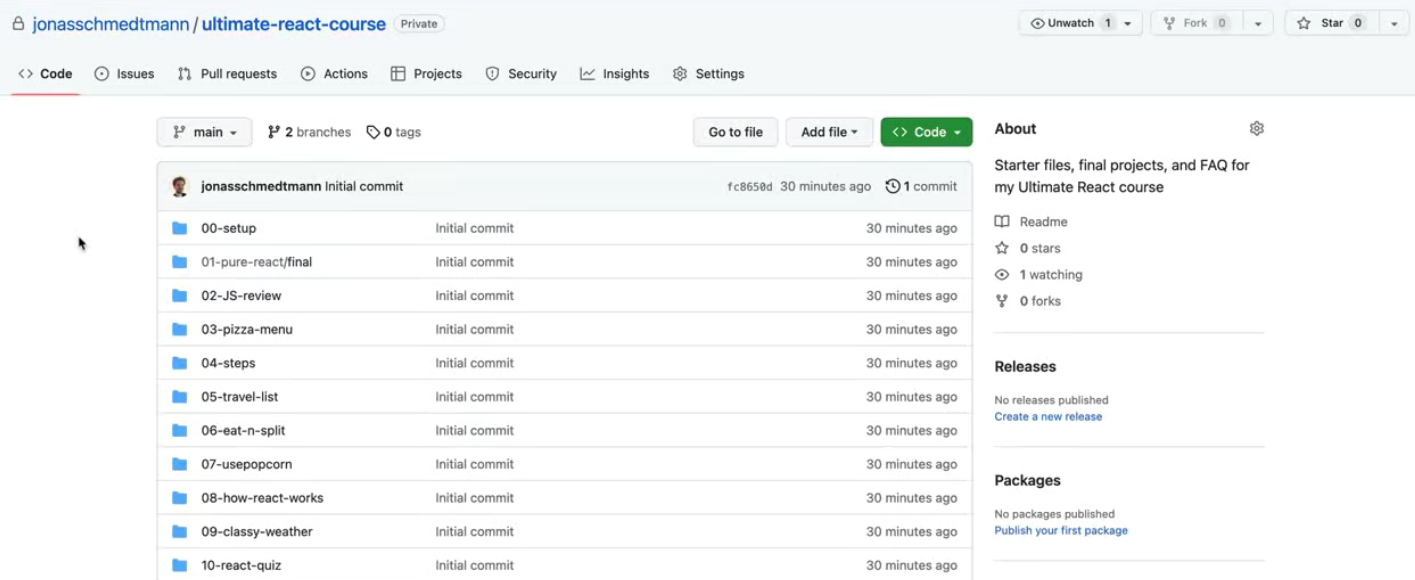 jonasschmedtmann / ultimate-react-course Private Unwatch 1 Fork 0 Star 0
Code Issues Pull requests Actions Projects Security Insights Settings
main 2 branches 0 tags Go to file Add file Code
jonasschmedtmann Initial commit fc8650d 30 minutes ago 1 commit
00-setup Initial commit 30 minutes ago
01-pure-react/final Initial commit 30 minutes ago
02-JS-review Initial commit 30 minutes ago
03-pizza-menu Initial commit 30 minutes ago
04-steps Initial commit 30 minutes ago
05-travel-list Initial commit 30 minutes ago
06-eat-n-split Initial commit 30 minutes ago
07-usepopcorn Initial commit 30 minutes ago
08-how-react-works Initial commit 30 minutes ago
09-classy-weather Initial commit 30 minutes ago
10-react-quiz Initial commit 30 minutes ago
About
Starter files, final projects, and FAQ for
my Ultimate React course
Readme
0 stars
1 watching
0 forks
Releases
No releases published
Create a new release
Packages
No packages published
Publish your first package